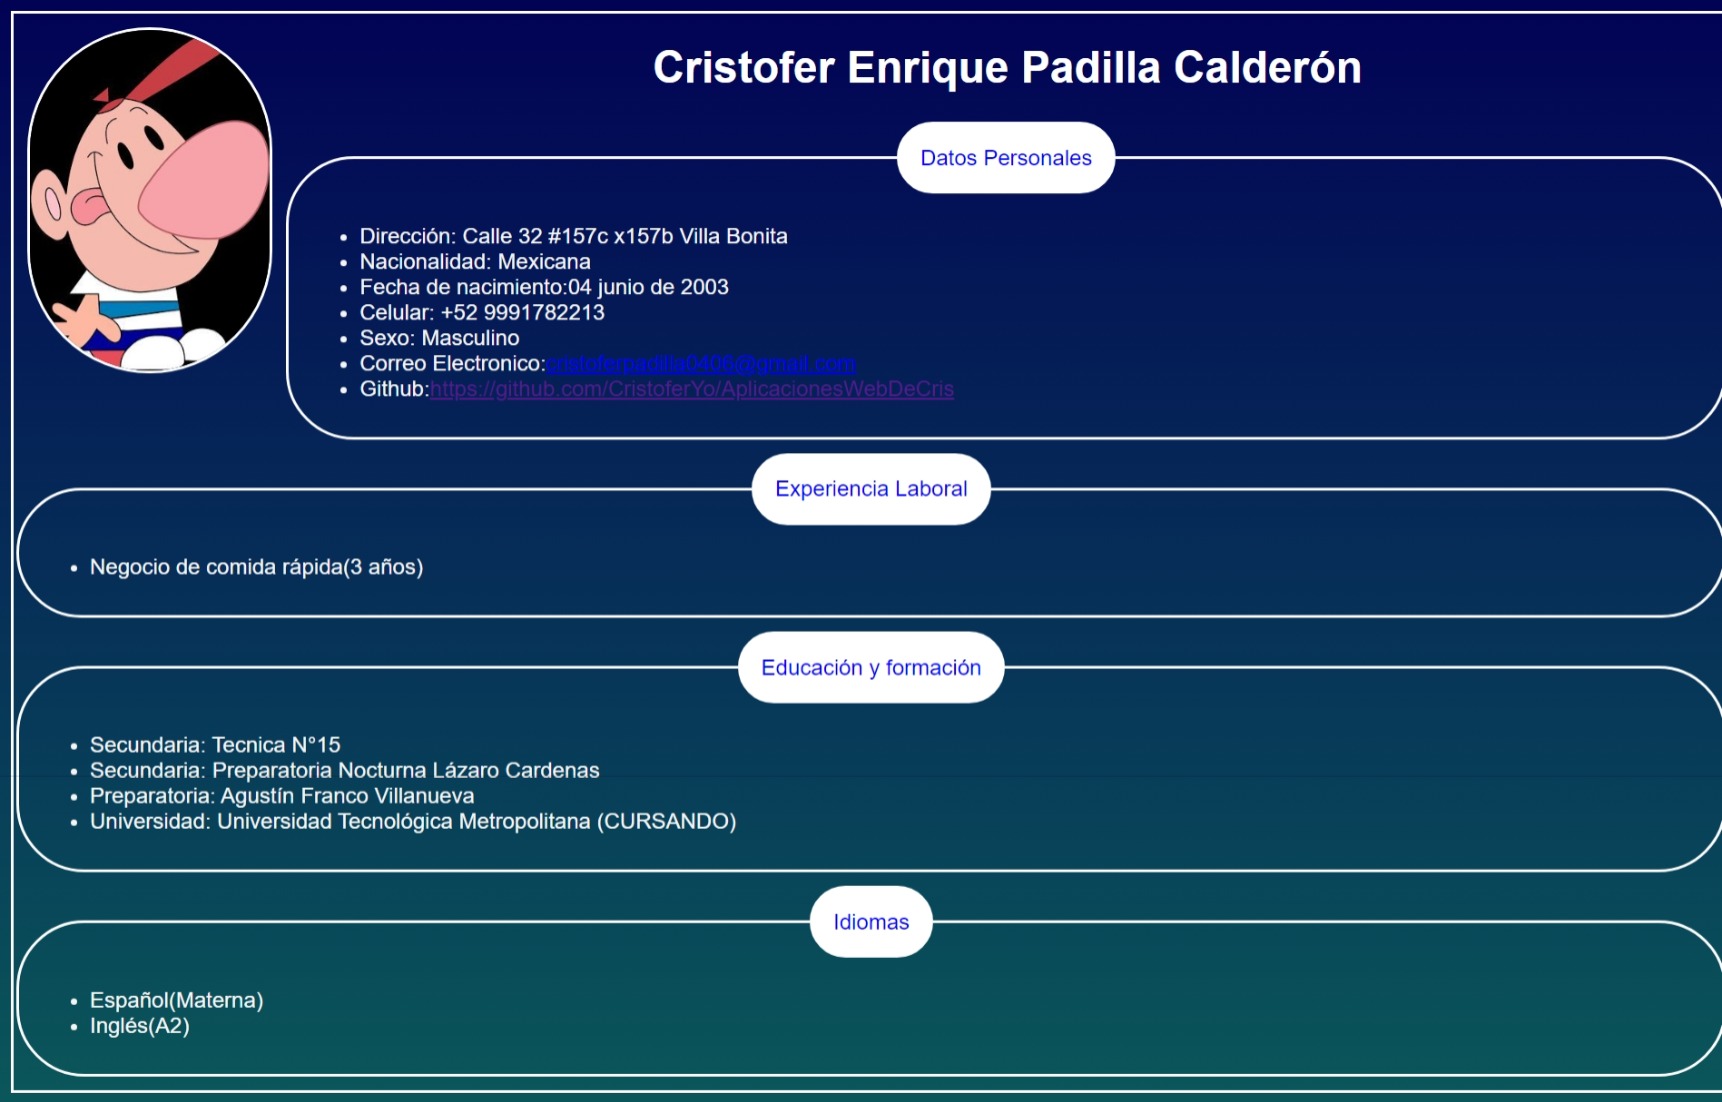 Cristofer Enrique Padilla Calderón
Datos Personales
Dirección: Calle 32 #157c x157b Villa Bonita
Nacionalidad: Mexicana
Fecha de nacimiento:04 junio de 2003
Celular: +52 9991782213
Sexo: Masculino
Correo Electronico:cristoferpadilla0406@gmail.com
Github:https://github.com/CristoferYo/AplicacionesWebDeCris
Experiencia Laboral
Negocio de comida rápida(3 años)
Educación y formación
Secundaria: Tecnica N°15
Secundaria: Preparatoria Nocturna Lázaro Cardenas
Preparatoria: Agustín Franco Villanueva
Universidad: Universidad Tecnológica Metropolitana (CURSANDO)
Idiomas
Español(Materna)
Inglés(A2)